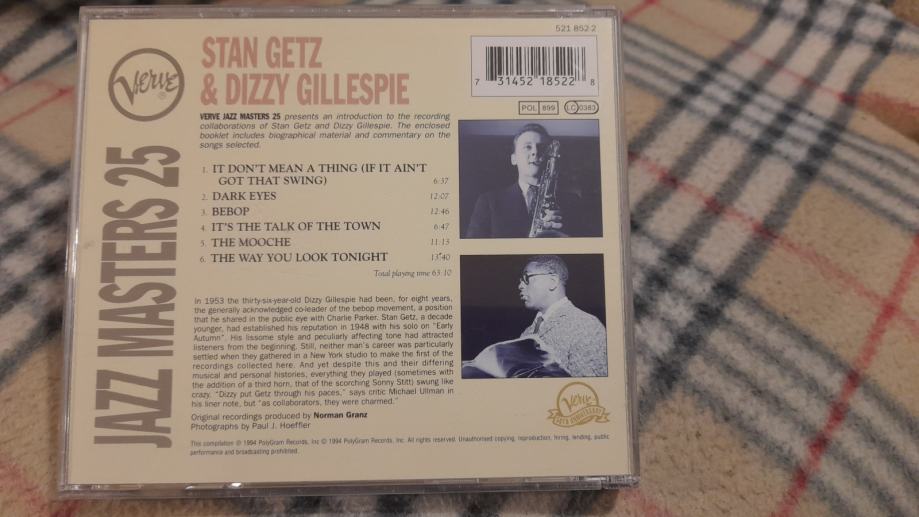 521 852-2
STAN GETZ
& DIZZY GILLESPIE
Verve
7 31452 18522 8
POL 899 LC 0383
VERVE JAZZ MASTERS 25 presents an introduction to the recording
collaborations of Stan Getz and Dizzy Gillespie. The enclosed
booklet includes biographical material and commentary on the
songs selected.
JAZZ MASTERS 25
1. IT DON'T MEAN A THING (IF IT AIN'T
GOT THAT SWING) 6:37
2. DARK EYES 12:07
3. BEBOP 12:46
4. IT'S THE TALK OF THE TOWN 6:47
5. THE MOOCHE 11:13
6. THE WAY YOU LOOK TONIGHT 13:40
Total playing time 63:10
In 1953 the thirty-six-year-old Dizzy Gillespie had been, for eight years,
the generally acknowledged co-leader of the bebop movement, a position
that he shared in the public eye with Charlie Parker. Stan Getz, a decade
younger, had established his reputation in 1948 with his solo on "Early
Autumn". His lissome style and peculiarly affecting tone had attracted
listeners from the beginning. Still, neither man's career was particularly
settled when they gathered in a New York studio to make the first of the
recordings collected here. And yet despite this and their differing
musical and personal histories, everything they played (sometimes with
the addition of a third horn, that of the scorching Sonny Stitt) swung like
crazy. "Dizzy put Getz through his paces," says critic Michael Ullman in
his liner note, but "as collaborators, they were charmed."
Original recordings produced by Norman Granz
Photographs by Paul J. Hoeffler
Verve
50TH ANNIVERSARY
This compilation ℗ 1994 PolyGram Records, Inc © 1994 PolyGram Records, Inc. All rights reserved. Unauthorised copying, reproduction, hiring, lending, public
performance and broadcasting prohibited.